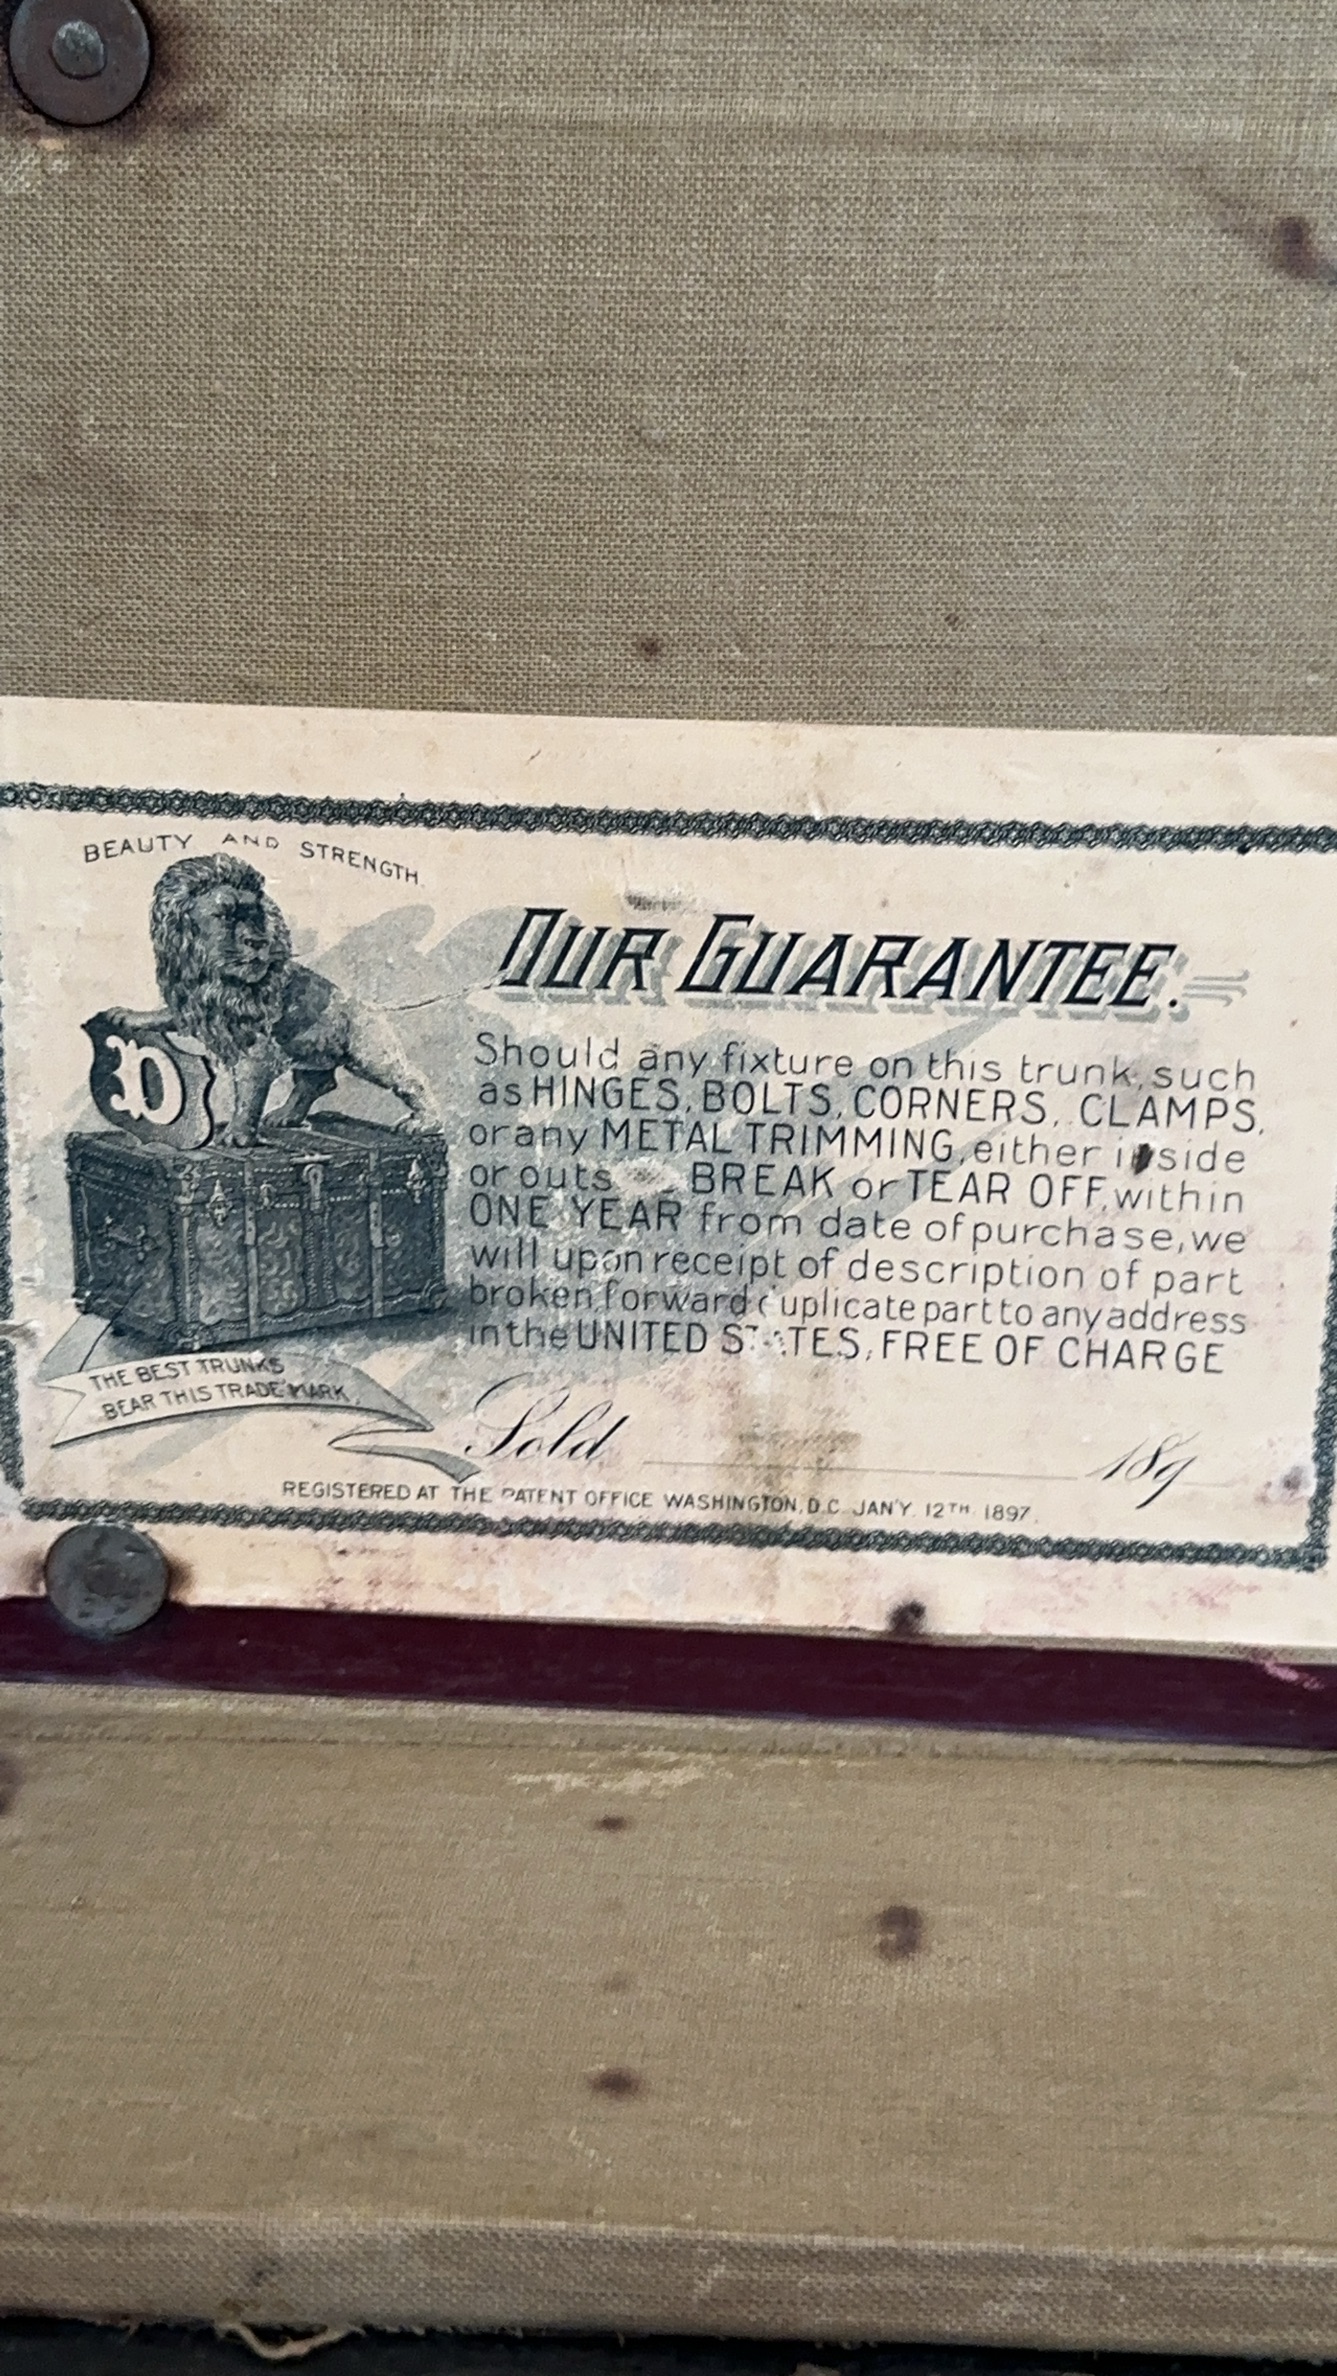 BEAUTY AND STRENGTH
P
OUR GUARANTEE.
Should any fixture on this trunk, such
as HINGES, BOLTS, CORNERS, CLAMPS,
or any METAL TRIMMING, either inside
or outs BREAK or TEAR OFF, within
ONE YEAR from date of purchase, we
will upon receipt of description of part
broken, forward duplicate part to any address
in the UNITED STATES, FREE OF CHARGE
THE BEST TRUNKS
BEAR THIS TRADE MARK.
Sold 189
REGISTERED AT THE PATENT OFFICE WASHINGTON, D.C. JAN'Y. 12TH. 1897.